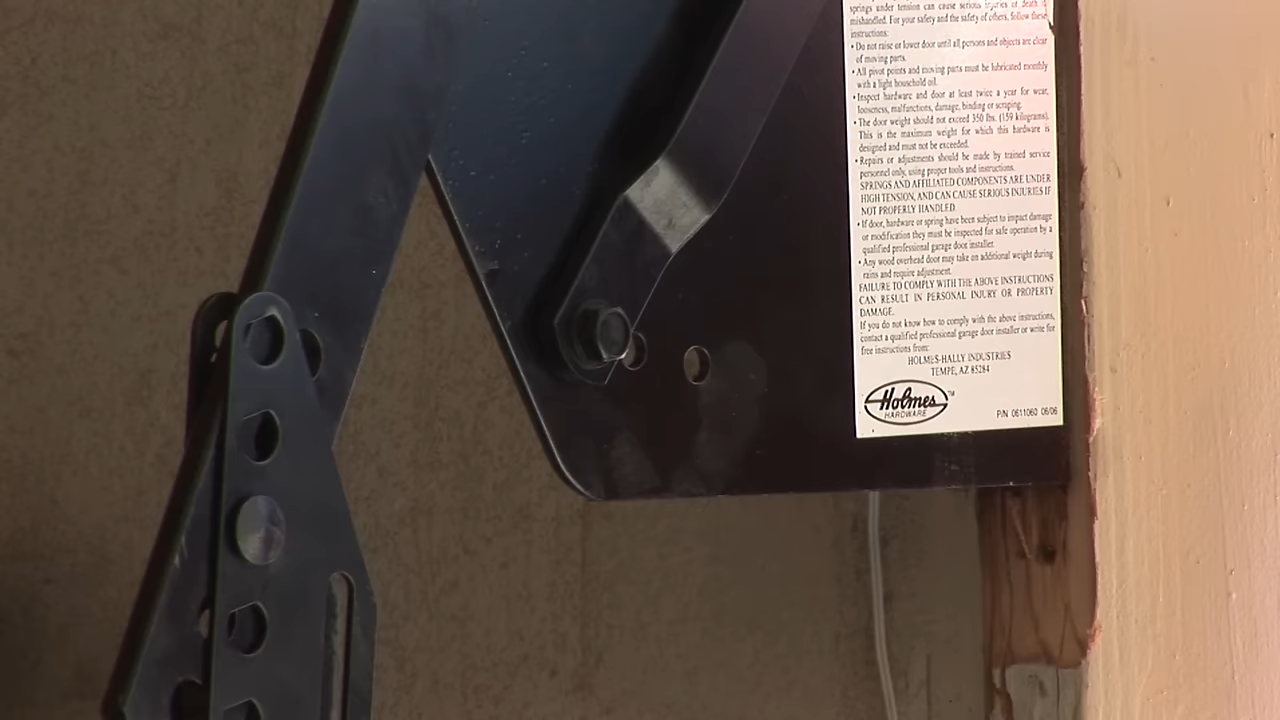 springs under tension can cause serious injuries or death if
mishandled. For your safety and the safety of others, follow these
instructions:
• Do not raise or lower door until all persons and objects are clear
of moving parts.
• All pivot points and moving parts must be lubricated monthly
with a light household oil.
• Inspect hardware and door at least twice a year for wear,
looseness, malfunctions, damage, binding or scraping.
• The door weight should not exceed 350 lbs. (159 kilograms).
This is the maximum weight for which this hardware is
designed and must not be exceeded.
• Repairs or adjustments should be made by trained service
personnel only, using proper tools and instructions.
SPRINGS AND AFFILIATED COMPONENTS ARE UNDER
HIGH TENSION, AND CAN CAUSE SERIOUS INJURIES IF
NOT PROPERLY HANDLED.
• If door, hardware or spring have been subject to impact damage
or modification they must be inspected for safe operation by a
qualified professional garage door installer.
• Any wood overhead door may take on additional weight during
rains and require adjustment.
FAILURE TO COMPLY WITH THE ABOVE INSTRUCTIONS
CAN RESULT IN PERSONAL INJURY OR PROPERTY
DAMAGE.
If you do not know how to comply with the above instructions,
contact a qualified professional garage door installer or write for
free instructions from:
HOLMES-HALLY INDUSTRIES
TEMPE, AZ 85284
Holmes TM
HARDWARE
P/N 0611060 06/06